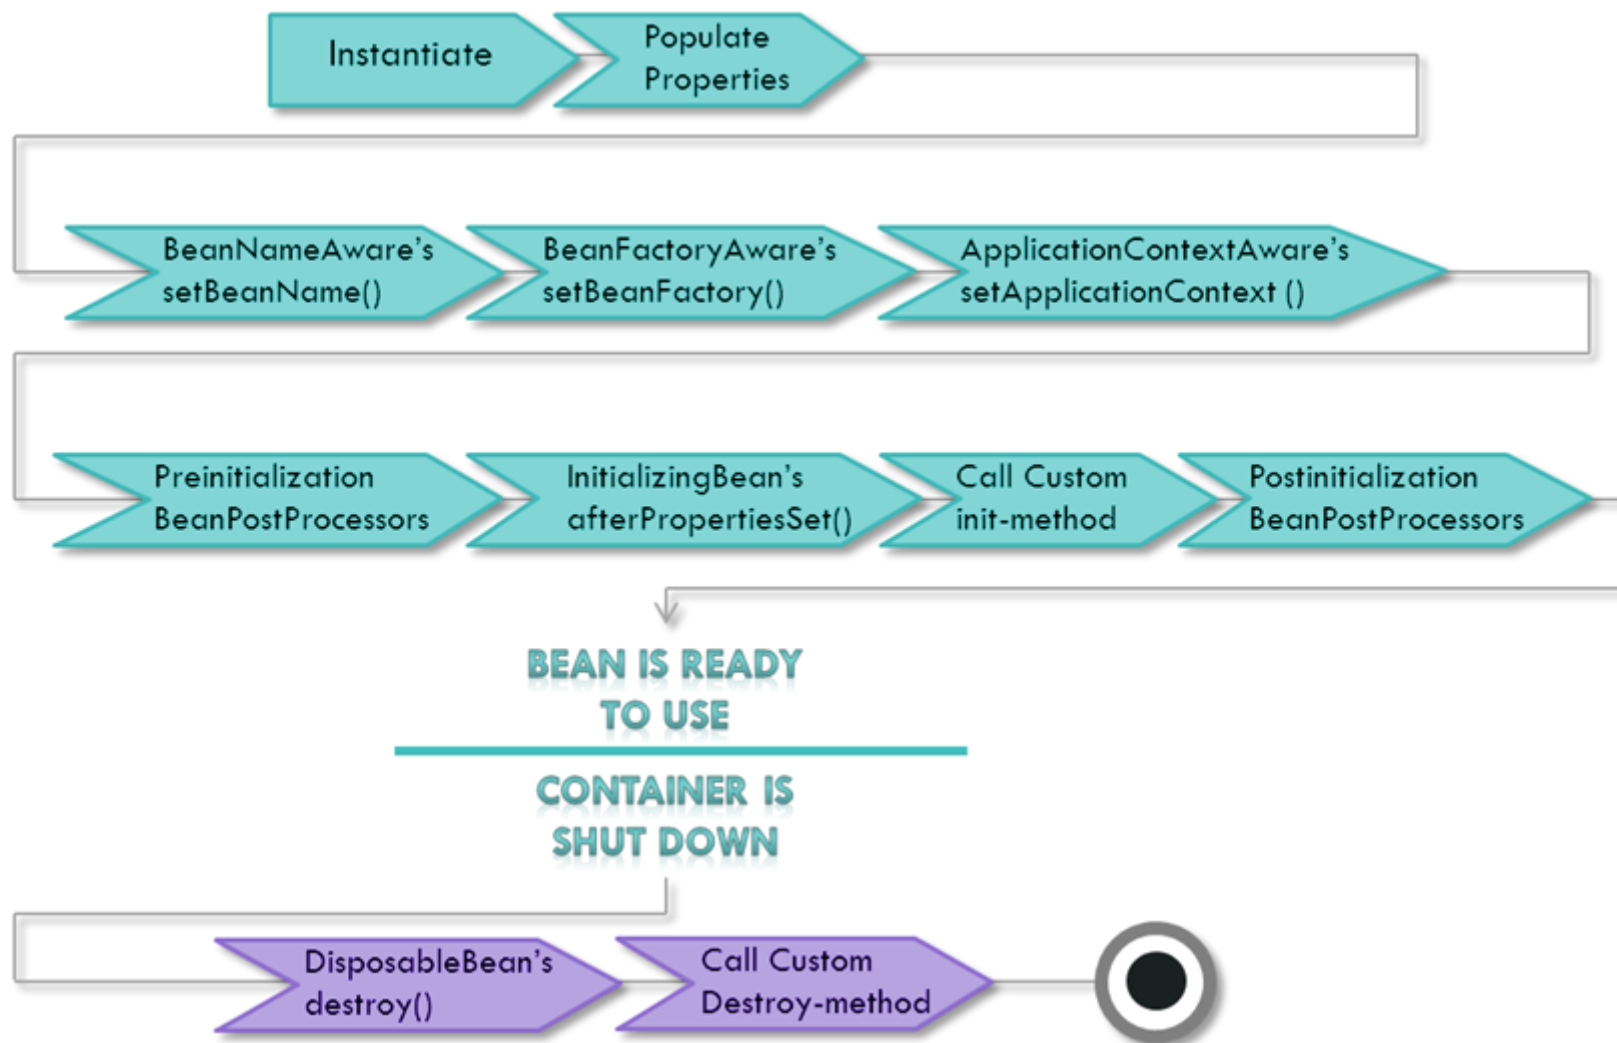 Instantiate
Populate
Properties
BeanNameAware's
setBeanName()
BeanFactoryAware's
setBeanFactory()
ApplicationContextAware's
setApplicationContext ()
Preinitialization
BeanPostProcessors
InitializingBean's
afterPropertiesSet()
Call Custom
init-method
Postinitialization
BeanPostProcessors
BEAN IS READY
TO USE
CONTAINER IS
SHUT DOWN
DisposableBean's
destroy()
Call Custom
Destroy-method